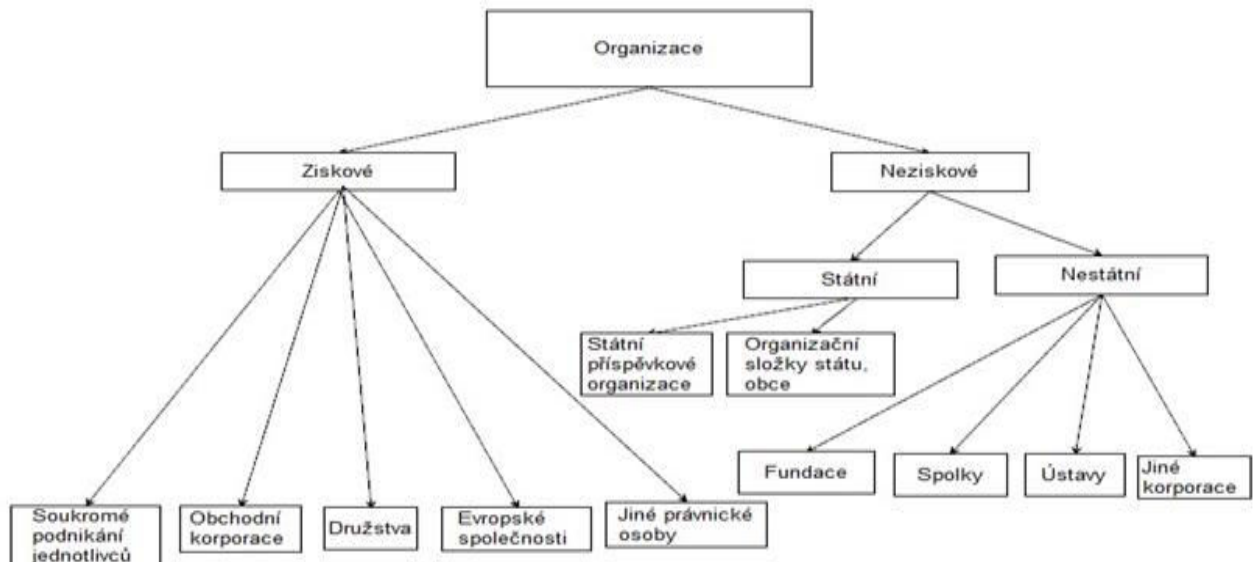 Organizace
Ziskové
Neziskové
Státní
Nestátní
Státní
příspěvkové
organizace
Organizační
složky státu,
obce
Fundace
Spolky
Ústavy
Jiné
korporace
Soukromé
podnikání
jednotlivců
Obchodní
korporace
Družstva
Evropské
společnosti
Jiné právnické
osoby